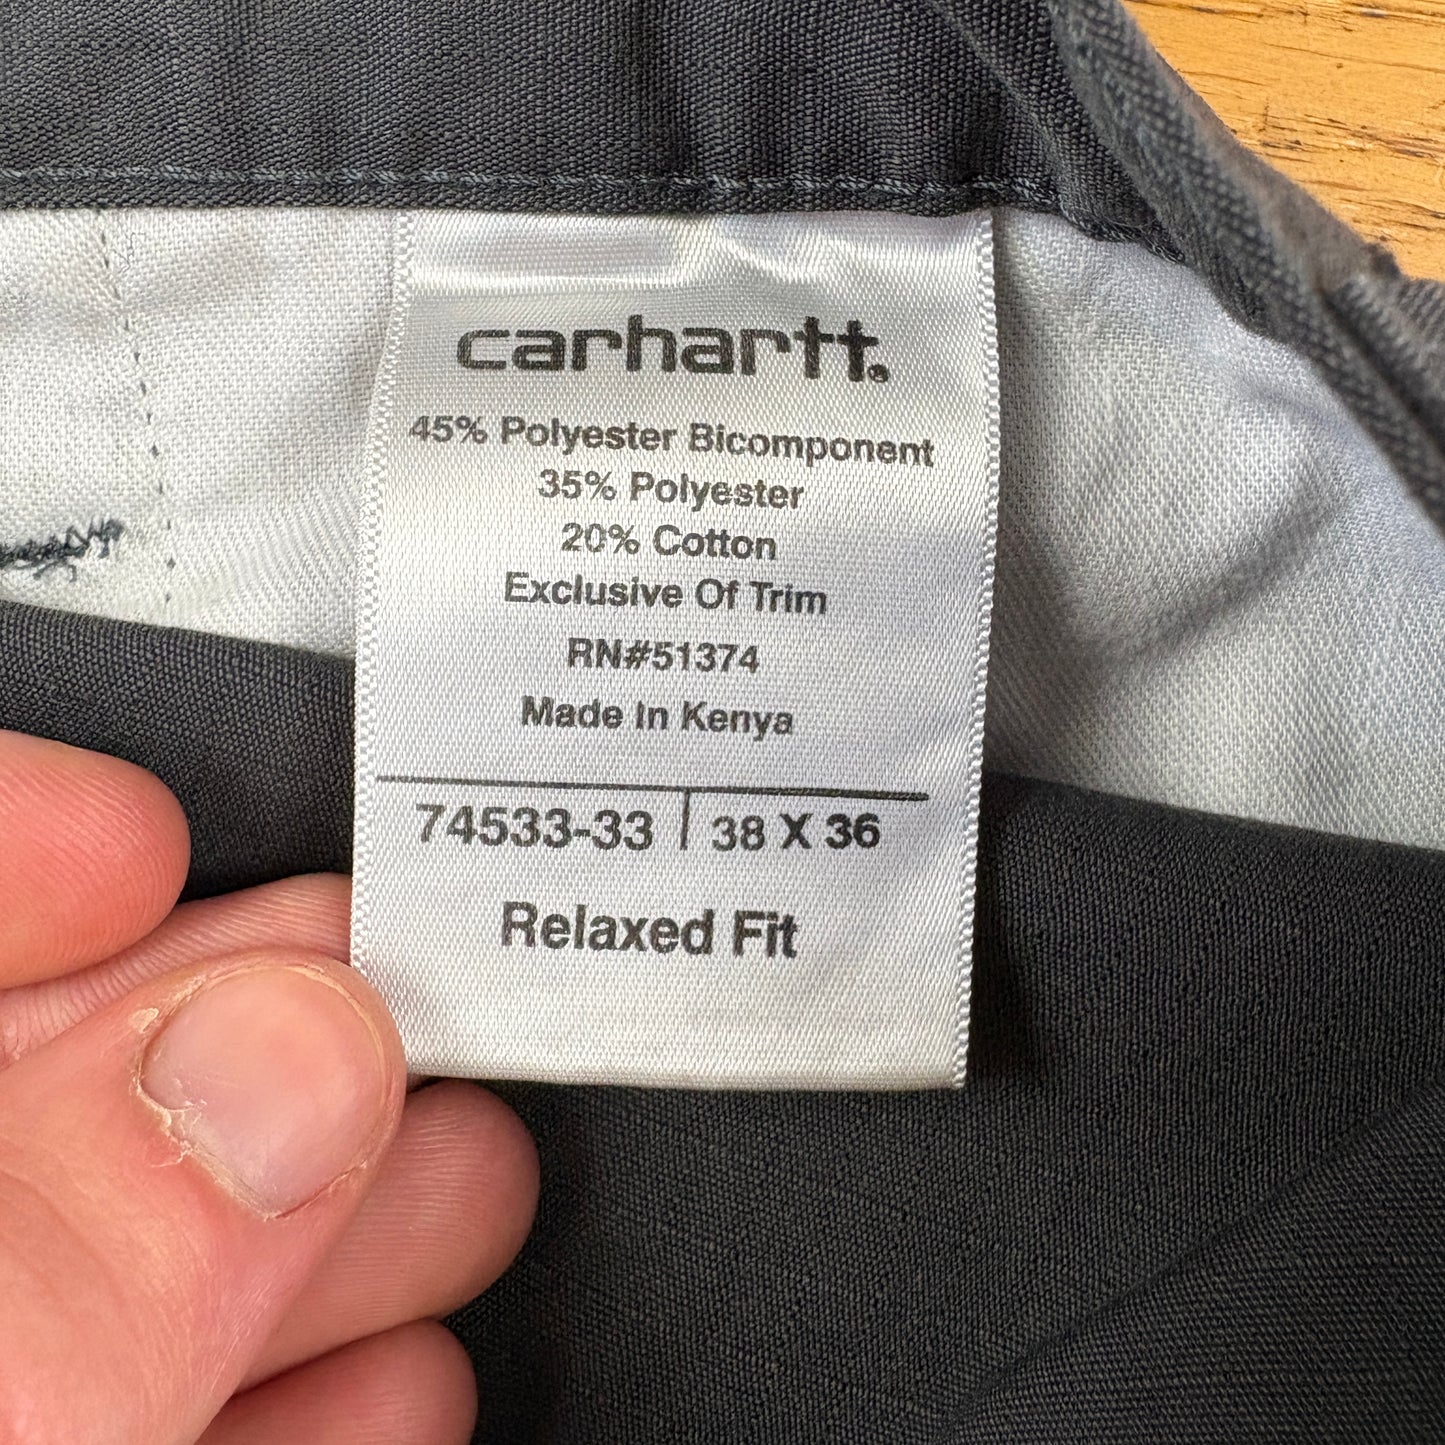 carhartt.
45% Polyester Bicomponent
35% Polyester
20% Cotton
Exclusive Of Trim
RN#51374
Made In Kenya
74533-33 | 38 X 36
Relaxed Fit